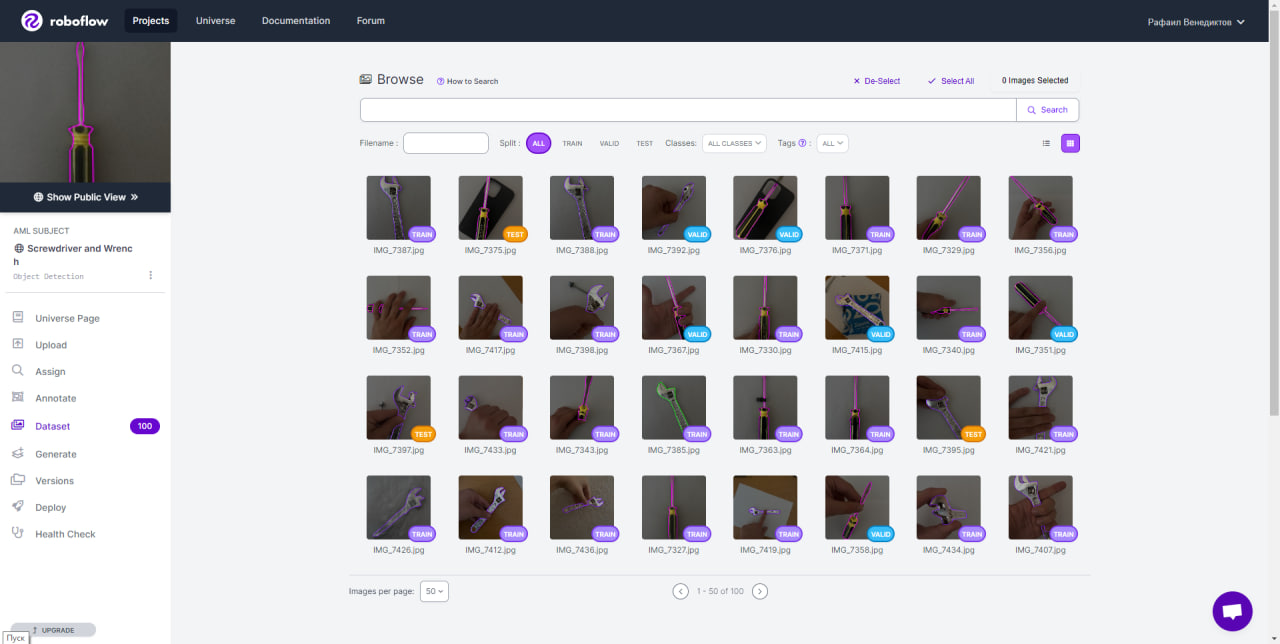 roboflow Projects Universe Documentation Forum Рафаил Венедиктов
Show Public View »
AML SUBJECT
Screwdriver and Wrenc
h
Object Detection
Universe Page
Upload
Assign
Annotate
Dataset 100
Generate
Versions
Deploy
Health Check
UPGRADE
Пуск
Browse How to Search De-Select Select All 0 Images Selected
Search
Filename : Split : ALL TRAIN VALID TEST Classes: ALL CLASSES Tags : ALL
TRAIN TEST TRAIN VALID VALID TRAIN TRAIN TRAIN
IMG_7387.jpg IMG_7375.jpg IMG_7388.jpg IMG_7392.jpg IMG_7376.jpg IMG_7371.jpg IMG_7329.jpg IMG_7356.jpg
TRAIN TRAIN TRAIN VALID TRAIN VALID TRAIN VALID
IMG_7352.jpg IMG_7417.jpg IMG_7398.jpg IMG_7367.jpg IMG_7330.jpg IMG_7415.jpg IMG_7340.jpg IMG_7351.jpg
TEST TRAIN TRAIN TRAIN TRAIN TRAIN TEST TRAIN
IMG_7397.jpg IMG_7433.jpg IMG_7343.jpg IMG_7385.jpg IMG_7363.jpg IMG_7364.jpg IMG_7395.jpg IMG_7421.jpg
TRAIN TRAIN TRAIN TRAIN TRAIN VALID TRAIN TRAIN
IMG_7426.jpg IMG_7412.jpg IMG_7436.jpg IMG_7327.jpg IMG_7419.jpg IMG_7358.jpg IMG_7434.jpg IMG_7407.jpg
Images per page: 50 1 - 50 of 100